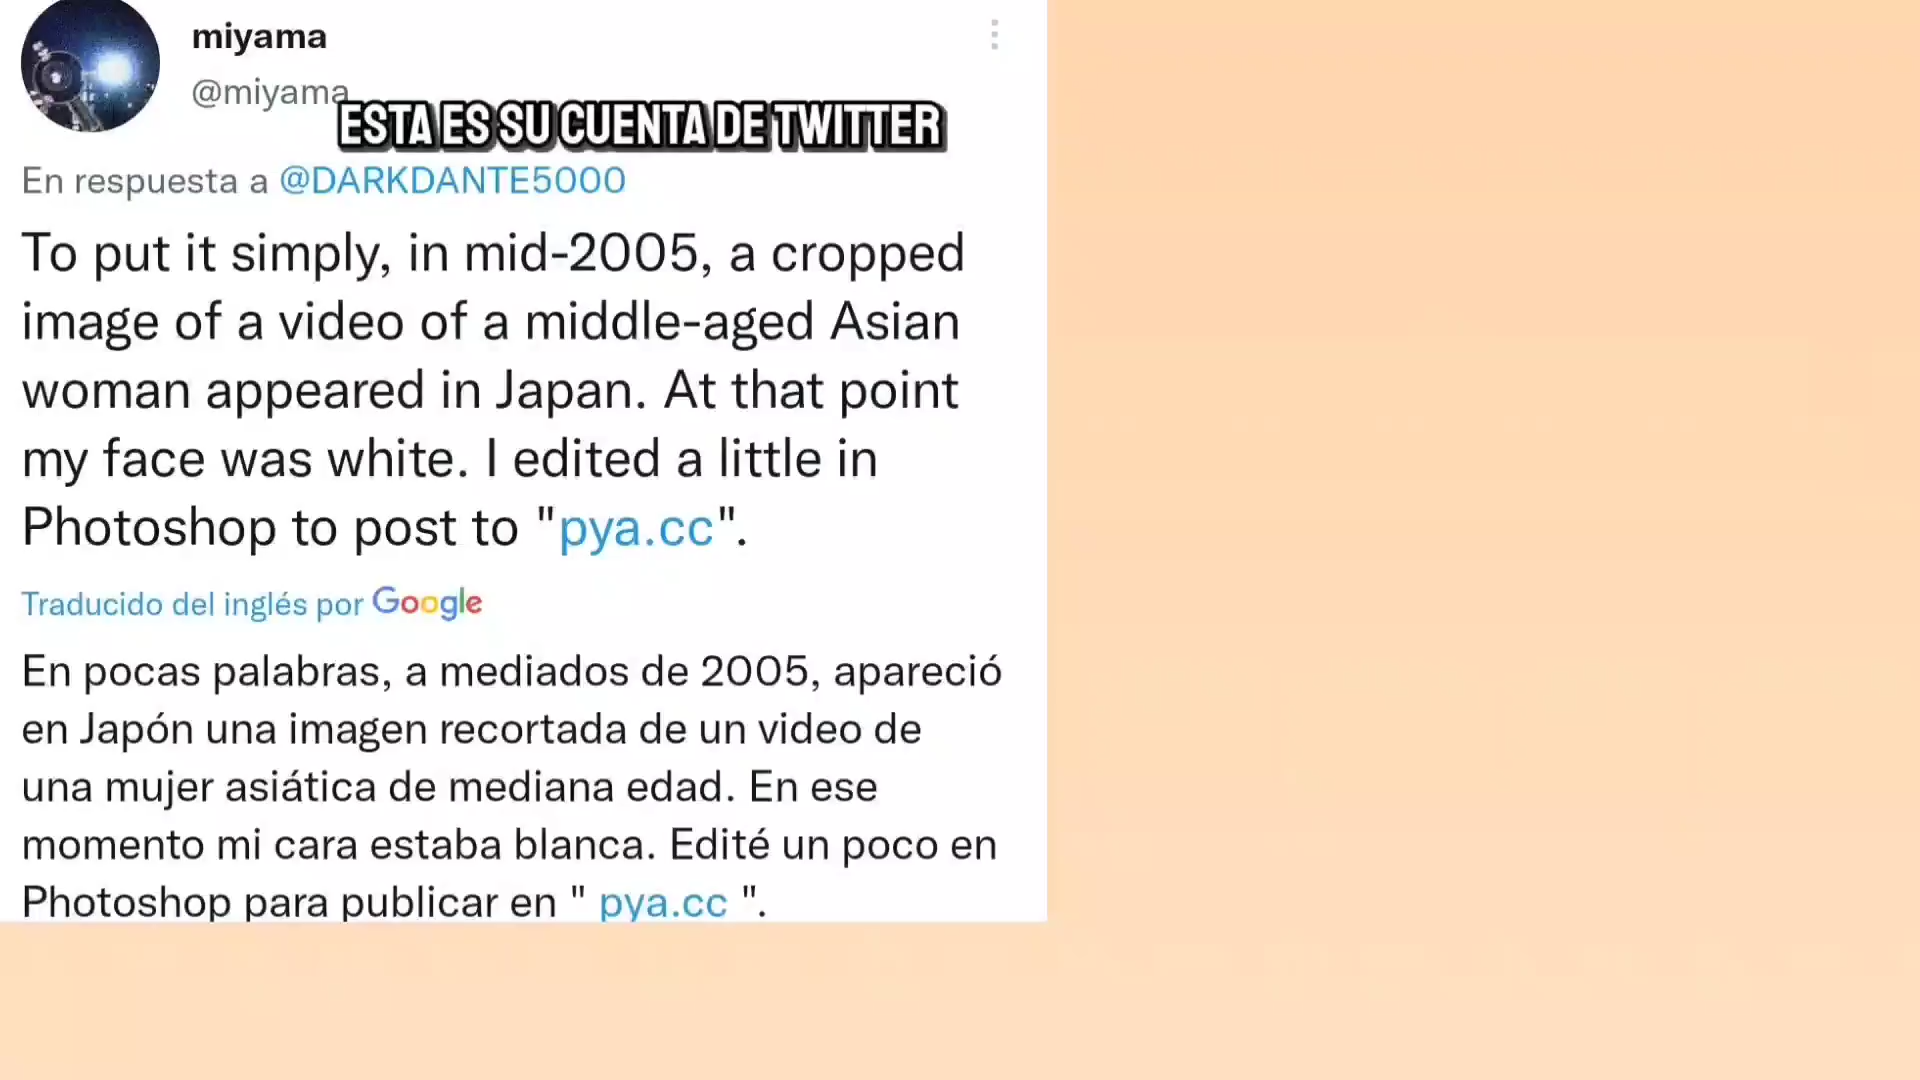 miyama
@miyama
ESTA ES SU CUENTA DE TWITTER
En respuesta a @DARKDANTE5000
To put it simply, in mid-2005, a cropped
image of a video of a middle-aged Asian
woman appeared in Japan. At that point
my face was white. I edited a little in
Photoshop to post to "pya.cc".
Traducido del inglés por Google
En pocas palabras, a mediados de 2005, apareció
en Japón una imagen recortada de un video de
una mujer asiática de mediana edad. En ese
momento mi cara estaba blanca. Edité un poco en
Photoshop para publicar en " pya.cc ".